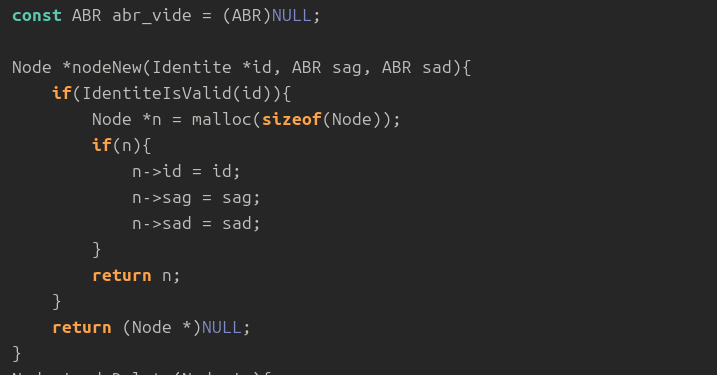 const ABR abr_vide = (ABR)NULL;
Node *nodeNew(Identite *id, ABR sag, ABR sad){
    if(IdentiteIsValid(id)){
        Node *n = malloc(sizeof(Node));
        if(n){
            n->id = id;
            n->sag = sag;
            n->sad = sad;
        }
        return n;
    }
    return (Node *)NULL;
}